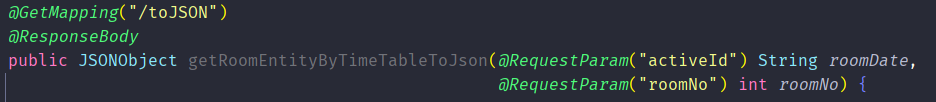 @GetMapping("/toJSON")
@ResponseBody
public JSONObject getRoomEntityByTimeTableToJson(@RequestParam("activeId") String roomDate,
@RequestParam("roomNo") int roomNo) {